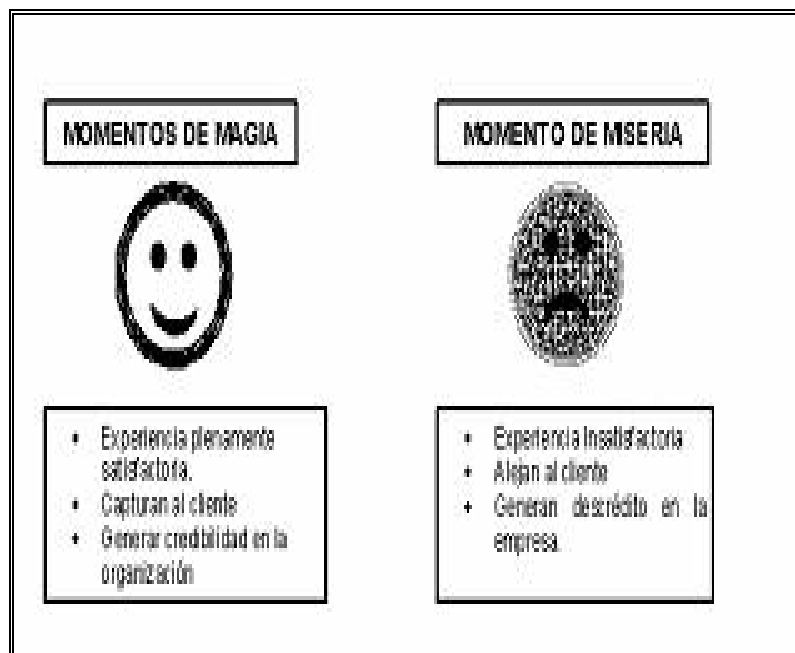 MOMENTOS DE MAGIA
• Experiencia plenamente
satisfactoria.
• Capturan al cliente
• Generar credibilidad en la
organización
MOMENTO DE MISERIA
• Experiencia Insatisfactoria
• Alejan al cliente
• Generan descrédito en la
empresa.